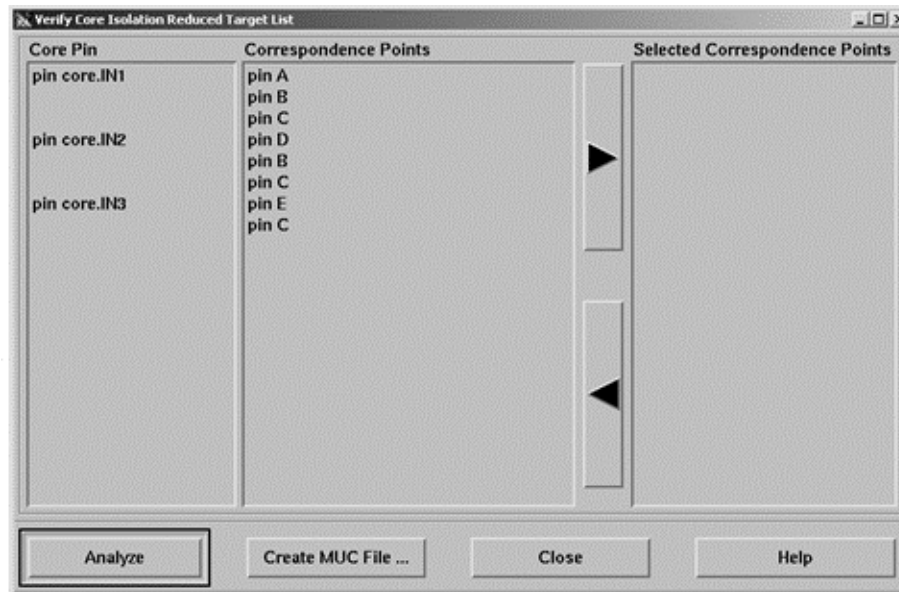 Verify Core Isolation Reduced Target List
Core Pin Correspondence Points Selected Correspondence Points
pin core.IN1 pin A
pin B
pin C
pin core.IN2 pin D
pin B
pin C
pin core.IN3 pin E
pin C
Analyze Create MUC File ... Close Help